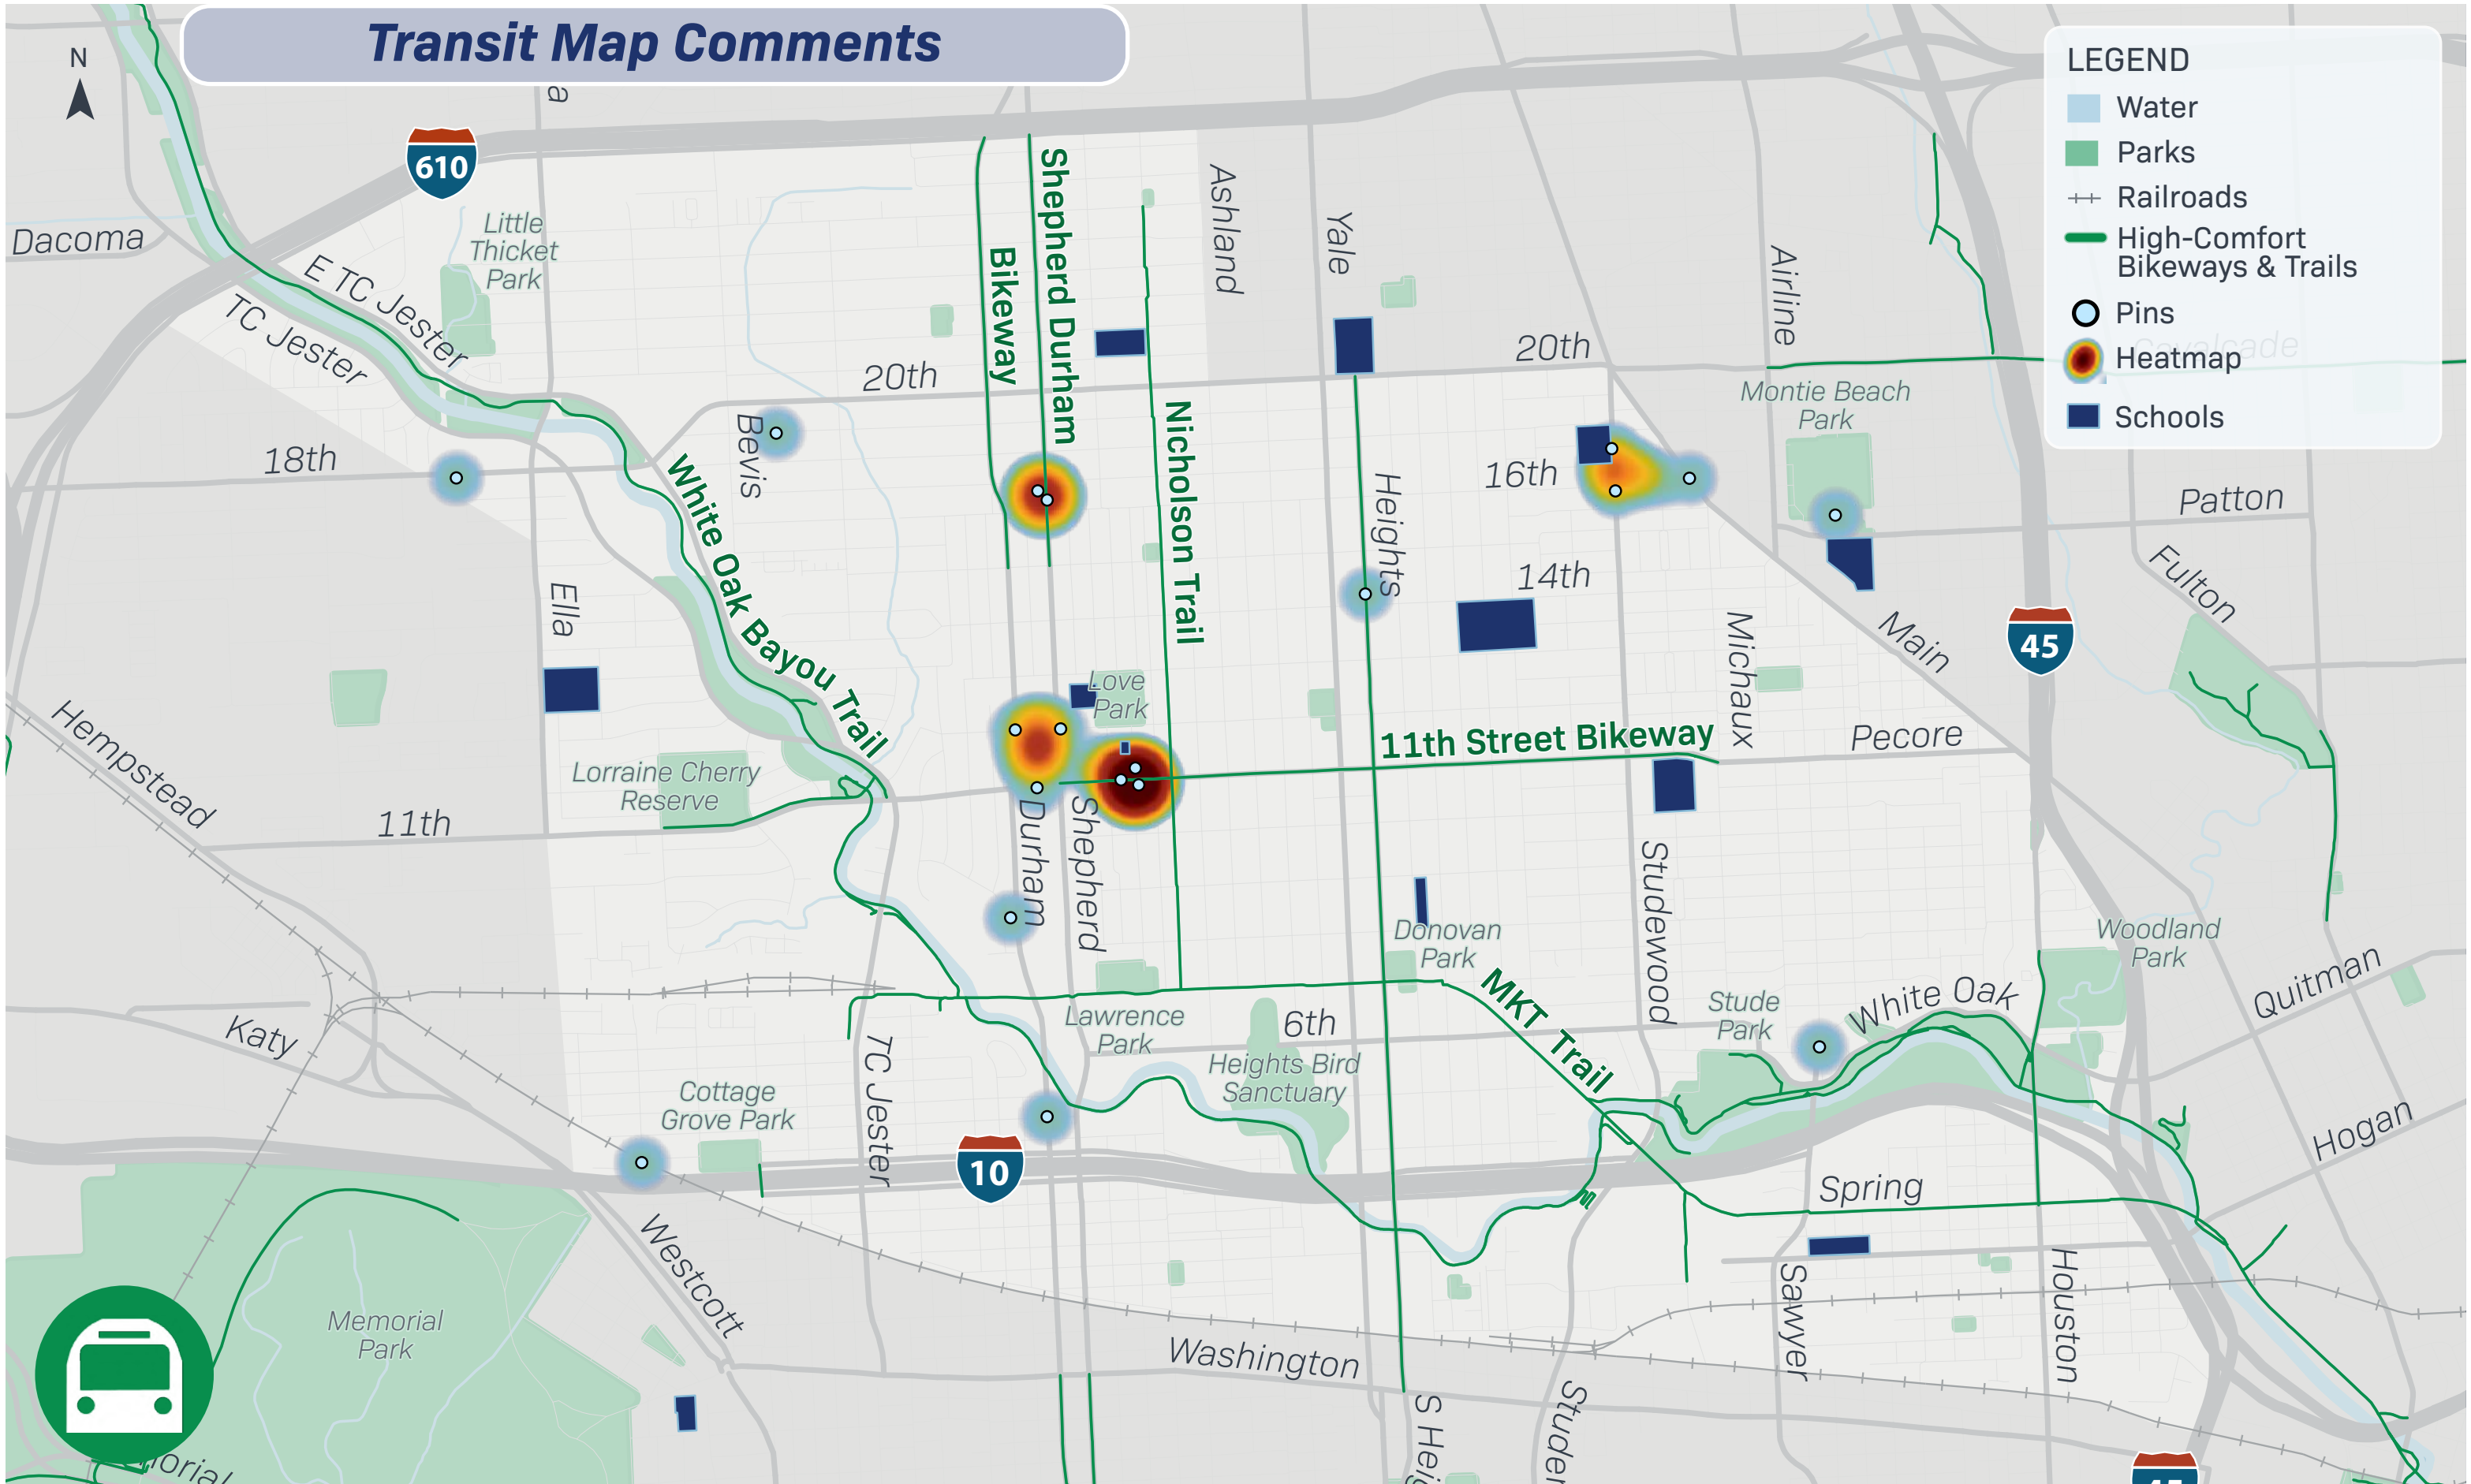 Transit Map Comments
N
LEGEND
Water
Parks
Railroads
High-Comfort
Bikeways & Trails
Pins
Heatmap
Schools
Cavalcade
610
Dacoma
E TC Jester
TC Jester
Little
Thicket
Park
Bikeway
Shepherd Durham
Ashland
Yale
Airline
20th
20th
Montie Beach
Park
Bevis
18th
Nicholson Trail
Heights
16th
Patton
White Oak Bayou Trail
14th
Fulton
Ella
Michaux
Main
45
Love
Park
Hempstead
11th Street Bikeway
Pecore
Lorraine Cherry
Reserve
11th
Durham
Shepherd
Studewood
Donovan
Park
Woodland
Park
Quitman
Katy
MKT Trail
Stude
Park
White Oak
Lawrence
Park
6th
Heights Bird
Sanctuary
TC Jester
Cottage
Grove Park
10
Hogan
Spring
Westcott
Sawyer
Houston
Memorial
Park
Washington
S Hei
Studer
orial
45